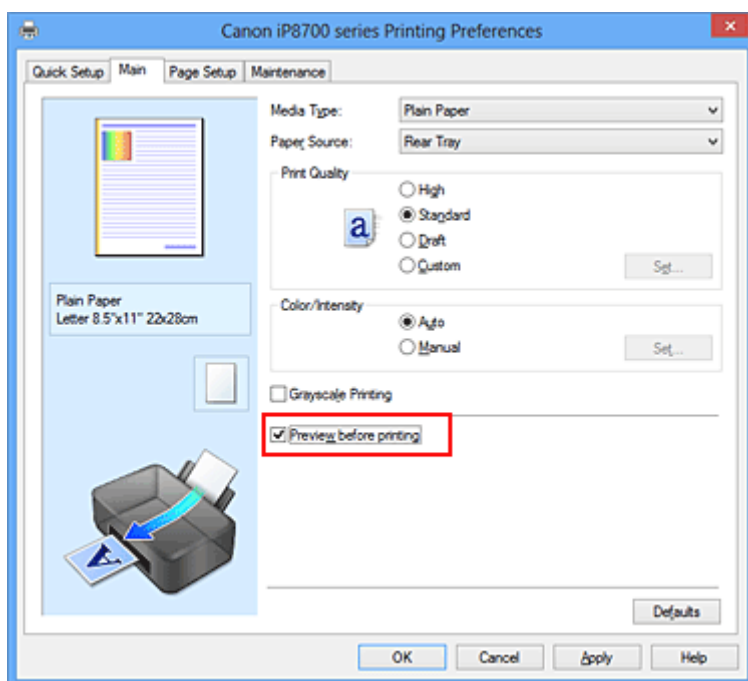 Canon iP8700 series Printing Preferences
Quick Setup Main Page Setup Maintenance
Media Type: Plain Paper
Paper Source: Rear Tray
Print Quality
High
a Standard
Draft
Custom Set...
Plain Paper
Letter 8.5"x11" 22x28cm
Color/Intensity
Auto
Manual Set...
Grayscale Printing
Preview before printing
A
Defaults
OK Cancel Apply Help